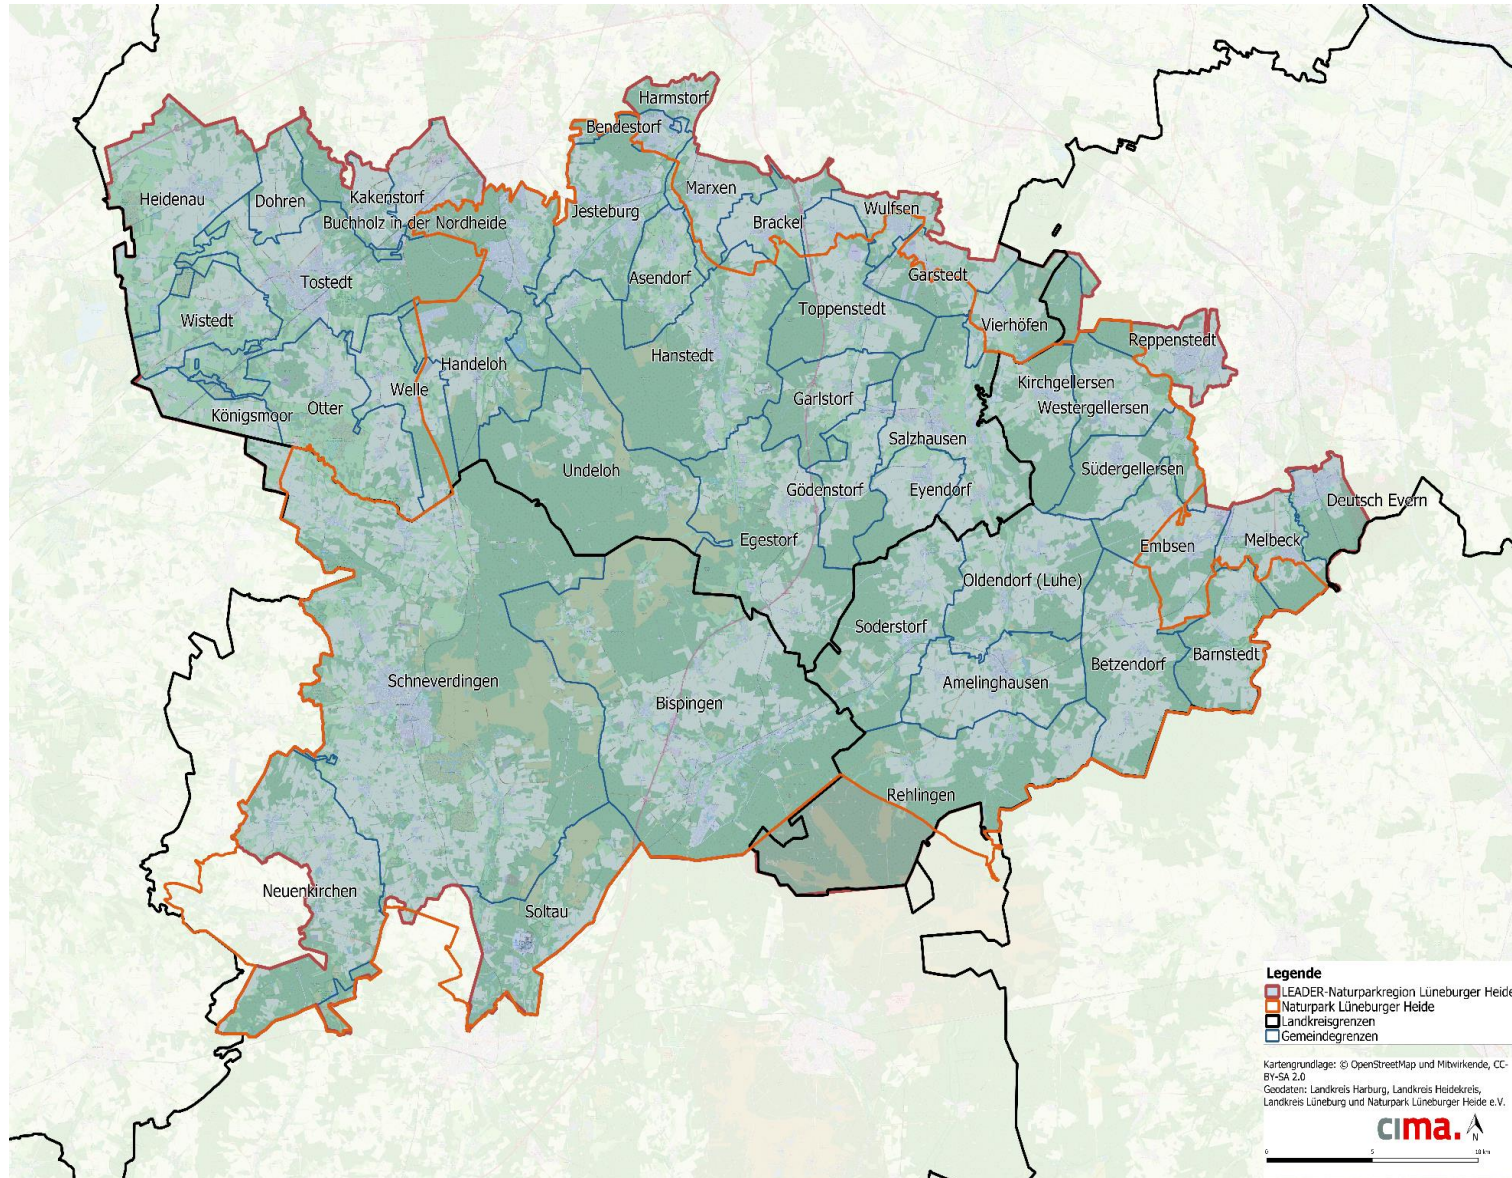 Harmstorf
Bendestorf
Heidenau
Dohren
Kakenstorf
Buchholz in der Nordheide
Jesteburg
Marxen
Brackel
Wulfsen
Tostedt
Asendorf
Garstedt
Wistedt
Toppenstedt
Vierhöfen
Reppenstedt
Hanstedt
Handeloh
Welle
Kirchgellersen
Königsmoor
Otter
Garlstorf
Westergellersen
Salzhausen
Undeloh
Südergellersen
Gödenstorf
Eyendorf
Deutsch Evern
Egestorf
Embsen
Melbeck
Oldendorf (Luhe)
Soderstorf
Barnstedt
Betzendorf
Schneverdingen
Amelinghausen
Bispingen
Rehlingen
Neuenkirchen
Soltau
Legende
LEADER-Naturparkregion Lüneburger Heide
Naturpark Lüneburger Heide
Landkreisgrenzen
Gemeindegrenzen
Kartengrundlage: © OpenStreetMap und Mitwirkende, CC-
BY-SA 2.0
Geodaten: Landkreis Harburg, Landkreis Heidekreis,
Landkreis Lüneburg und Naturpark Lüneburger Heide e.V.
cima.
N
0 5 10 km